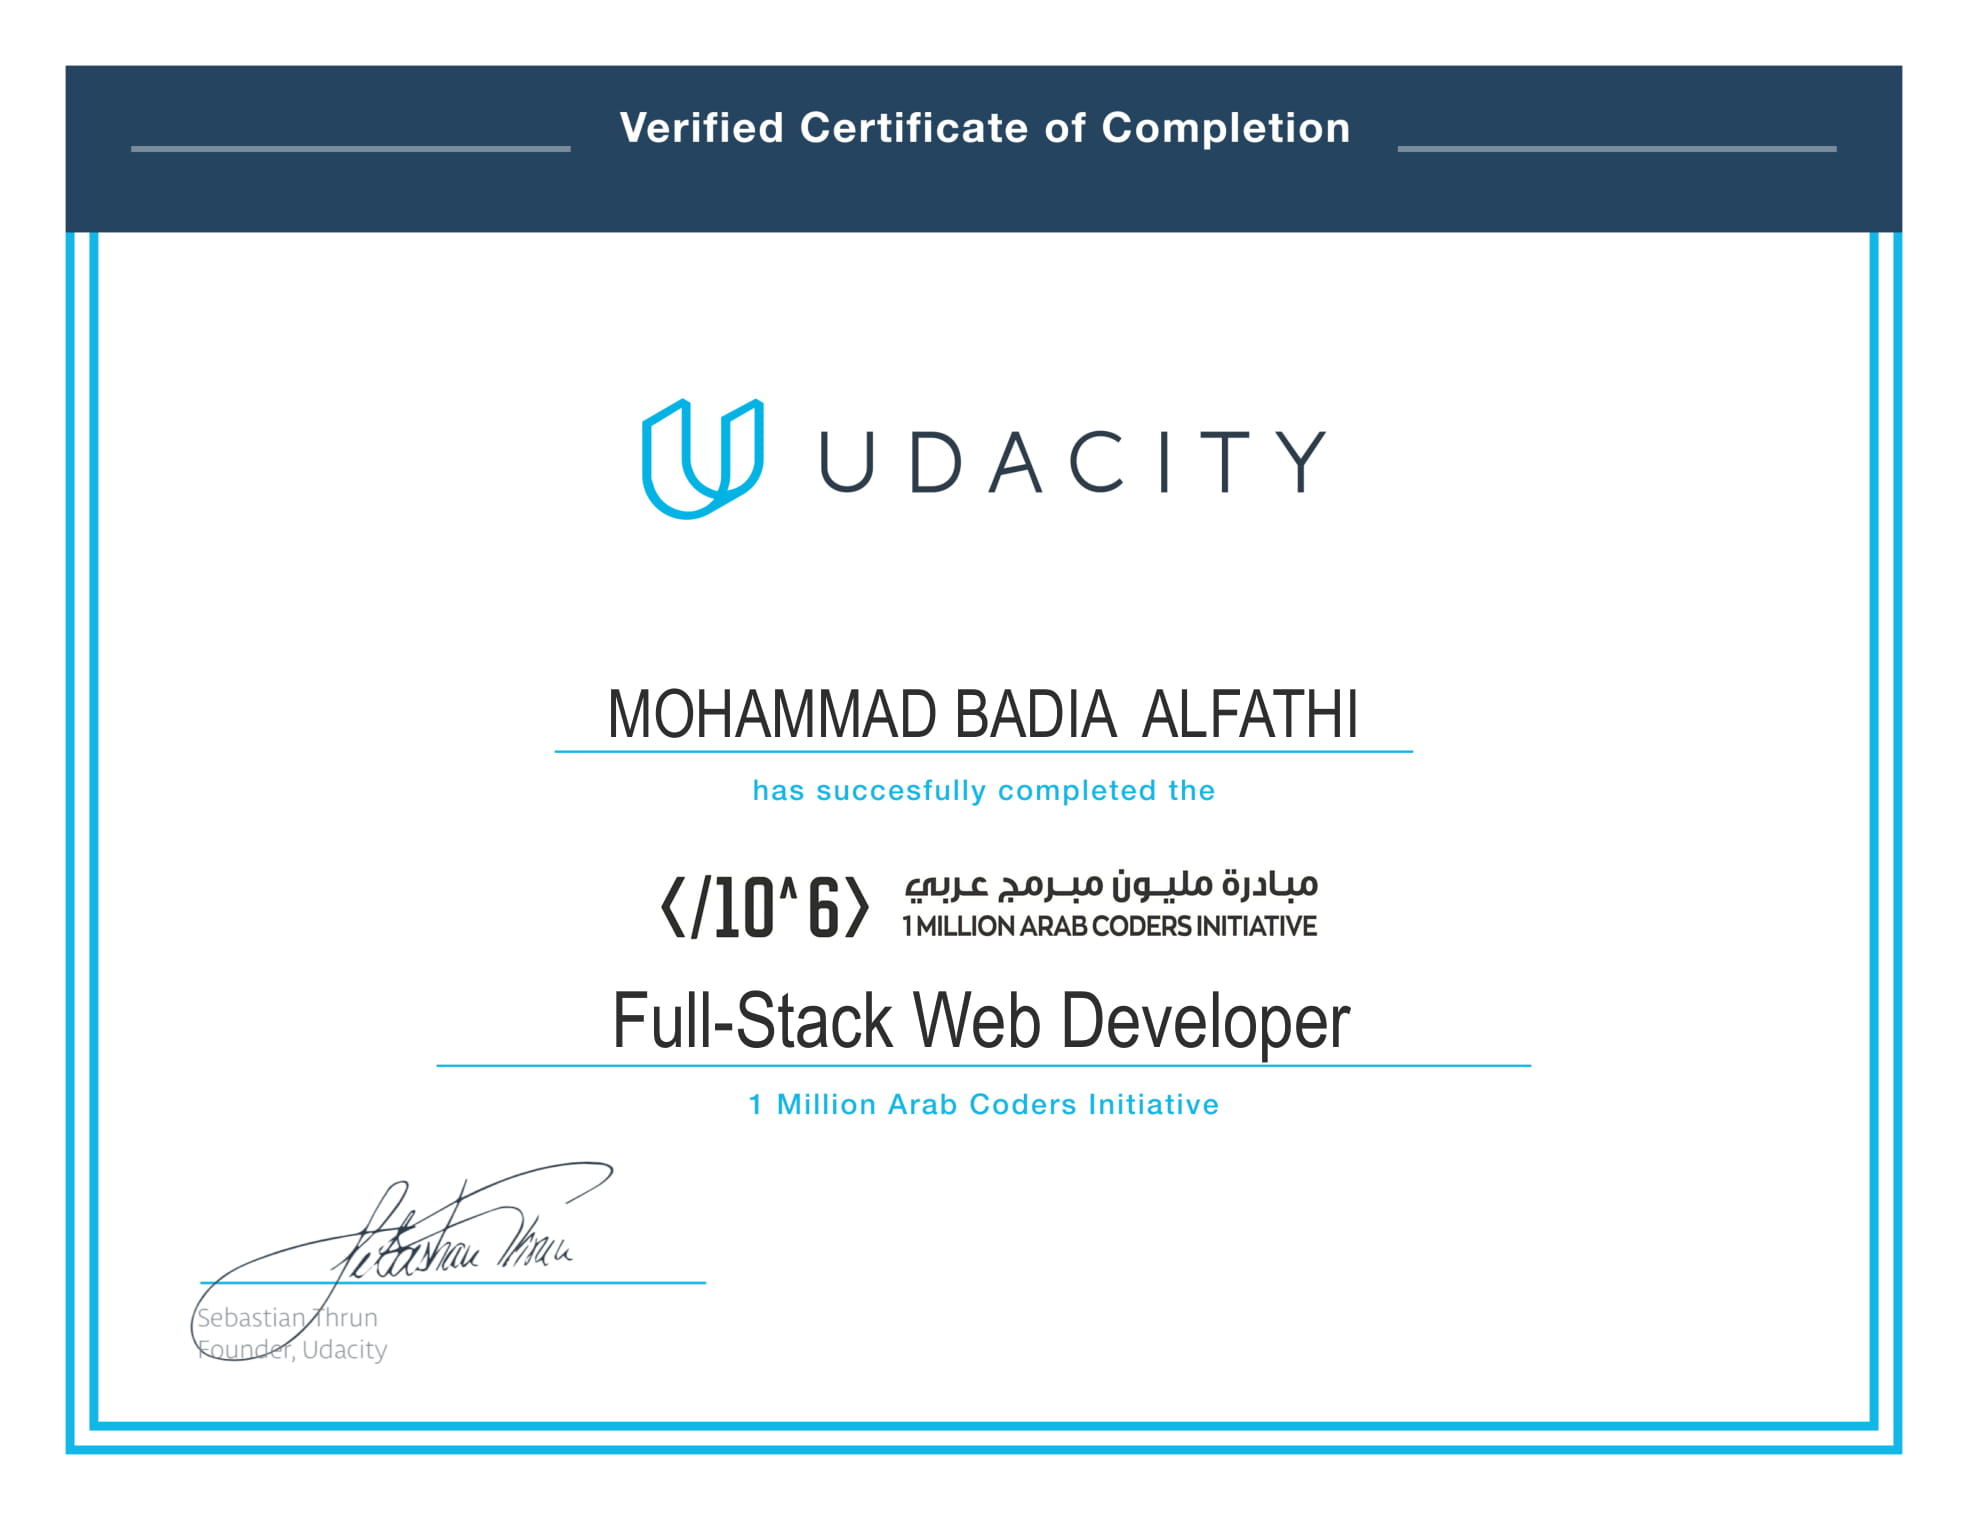 Verified Certificate of Completion
UDACITY
MOHAMMAD BADIA ALFATHI
has succesfully completed the
</10^6>
مبادرة مليون مبرمج عربي
1 MILLION ARAB CODERS INITIATIVE
Full-Stack Web Developer
1 Million Arab Coders Initiative
Sebastian Thrun
Sebastian Thrun
Founder, Udacity